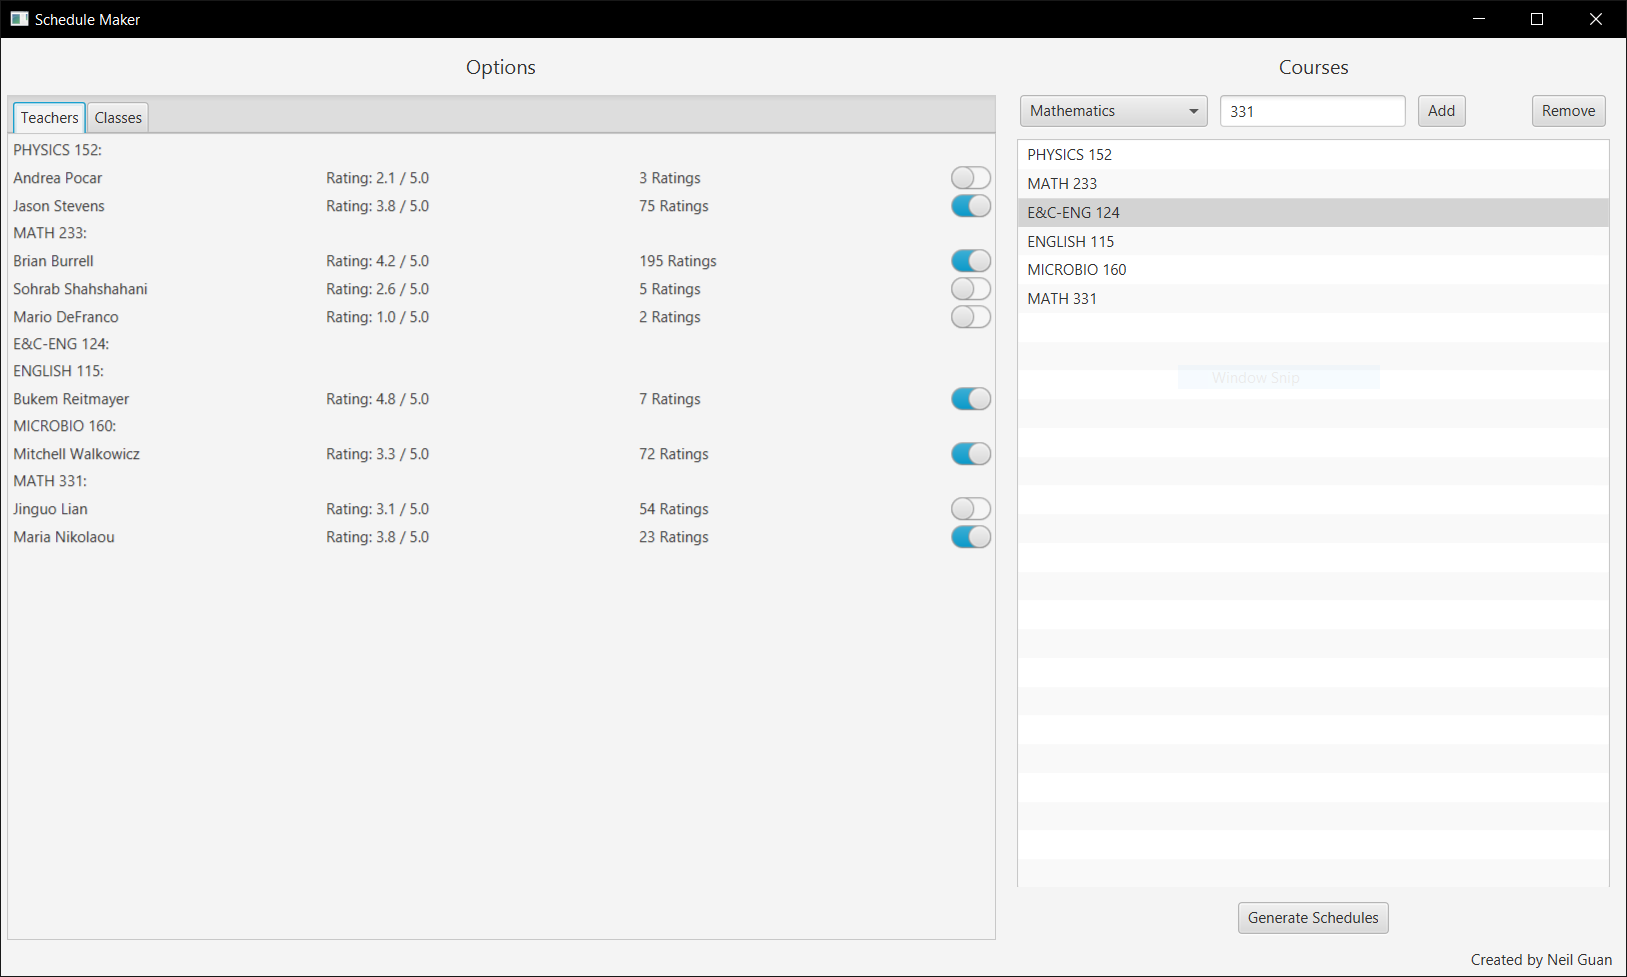 Schedule Maker
Options
Teachers Classes
PHYSICS 152:
Andrea Pocar Rating: 2.1 / 5.0 3 Ratings
Jason Stevens Rating: 3.8 / 5.0 75 Ratings
MATH 233:
Brian Burrell Rating: 4.2 / 5.0 195 Ratings
Sohrab Shahshahani Rating: 2.6 / 5.0 5 Ratings
Mario DeFranco Rating: 1.0 / 5.0 2 Ratings
E&C-ENG 124:
ENGLISH 115:
Bukem Reitmayer Rating: 4.8 / 5.0 7 Ratings
MICROBIO 160:
Mitchell Walkowicz Rating: 3.3 / 5.0 72 Ratings
MATH 331:
Jinguo Lian Rating: 3.1 / 5.0 54 Ratings
Maria Nikolaou Rating: 3.8 / 5.0 23 Ratings
Courses
Mathematics 331 Add Remove
PHYSICS 152
MATH 233
E&C-ENG 124
ENGLISH 115
MICROBIO 160
MATH 331
Window Snip
Generate Schedules
Created by Neil Guan